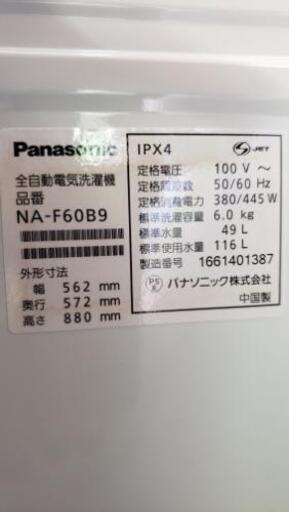 Panasonic
全自動電気洗濯機
品番
NA-F60B9
外形寸法
幅 562 mm
奥行 572 mm
高さ 880 mm
IPX4
S JET
定格電圧 100 V ~
定格周波数 50/60 Hz
定格消費電力 380/445 W
標準洗濯容量 6.0 kg
標準水量 49 L
標準使用水量 116 L
製造番号 1661401387
PS E パナソニック株式会社
中国製